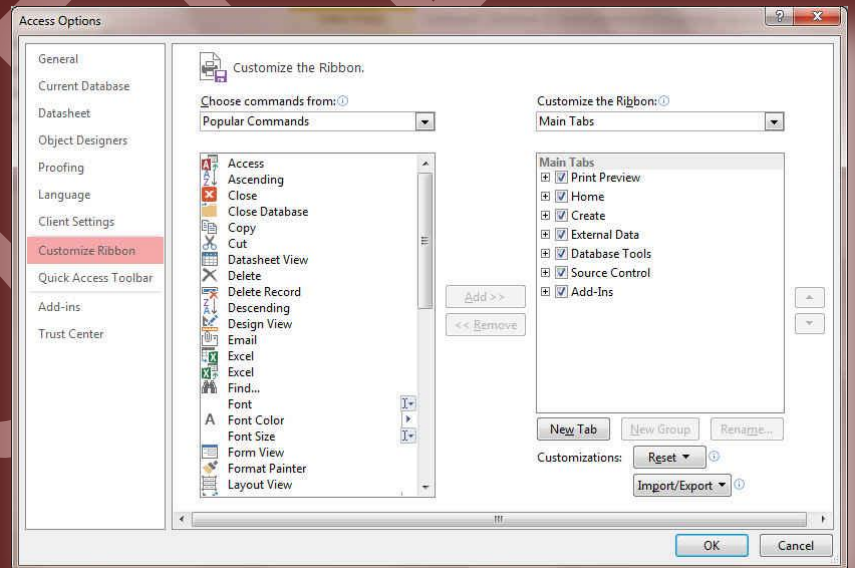 Access Options
General
Current Database
Datasheet
Object Designers
Proofing
Language
Client Settings
Customize Ribbon
Quick Access Toolbar
Add-ins
Trust Center
Customize the Ribbon.
Choose commands from:
Popular Commands
Access
Ascending
Close
Close Database
Copy
Cut
Datasheet View
Delete
Delete Record
Descending
Design View
Email
Excel
Excel
Find...
Font
Font Color
Font Size
Form View
Format Painter
Layout View
Add >>
<< Remove
Customize the Ribbon:
Main Tabs
Main Tabs
Print Preview
Home
Create
External Data
Database Tools
Source Control
Add-Ins
New Tab
New Group
Rename...
Customizations:
Reset
Import/Export
OK
Cancel